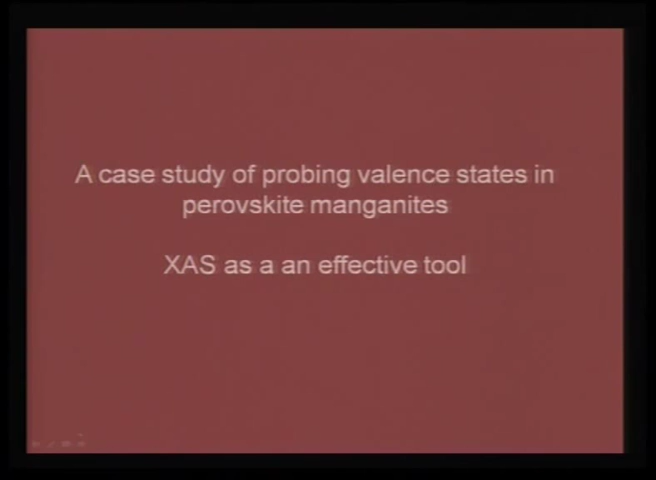 A case study of probing valence states in
perovskite manganites
XAS as a an effective tool